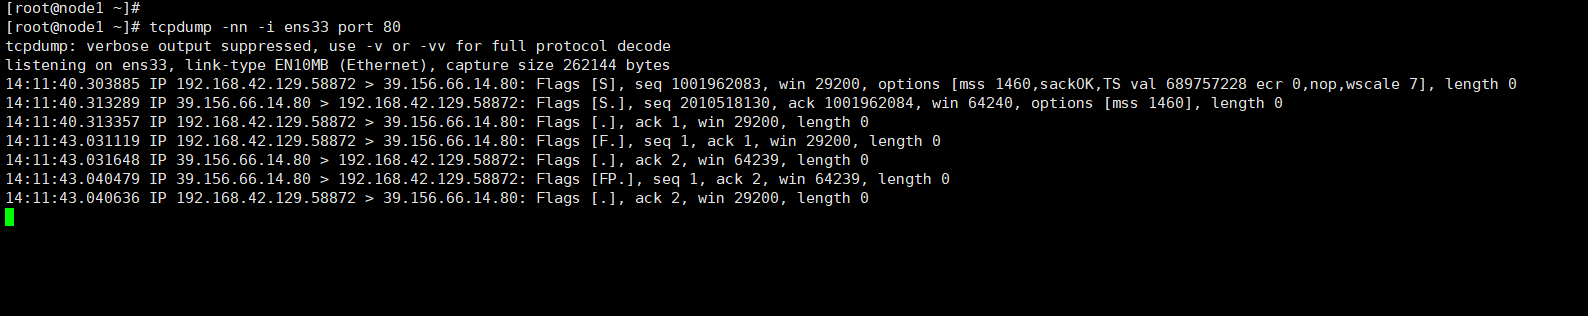 [root@node1 ~]#
[root@node1 ~]# tcpdump -nn -i ens33 port 80
tcpdump: verbose output suppressed, use -v or -vv for full protocol decode
listening on ens33, link-type EN10MB (Ethernet), capture size 262144 bytes
14:11:40.303885 IP 192.168.42.129.58872 > 39.156.66.14.80: Flags [S], seq 1001962083, win 29200, options [mss 1460,sackOK,TS val 689757228 ecr 0,nop,wscale 7], length 0
14:11:40.313289 IP 39.156.66.14.80 > 192.168.42.129.58872: Flags [S.], seq 2010518130, ack 1001962084, win 64240, options [mss 1460], length 0
14:11:40.313357 IP 192.168.42.129.58872 > 39.156.66.14.80: Flags [.], ack 1, win 29200, length 0
14:11:43.031119 IP 192.168.42.129.58872 > 39.156.66.14.80: Flags [F.], seq 1, ack 1, win 29200, length 0
14:11:43.031648 IP 39.156.66.14.80 > 192.168.42.129.58872: Flags [.], ack 2, win 64239, length 0
14:11:43.040479 IP 39.156.66.14.80 > 192.168.42.129.58872: Flags [FP.], seq 1, ack 2, win 64239, length 0
14:11:43.040636 IP 192.168.42.129.58872 > 39.156.66.14.80: Flags [.], ack 2, win 29200, length 0